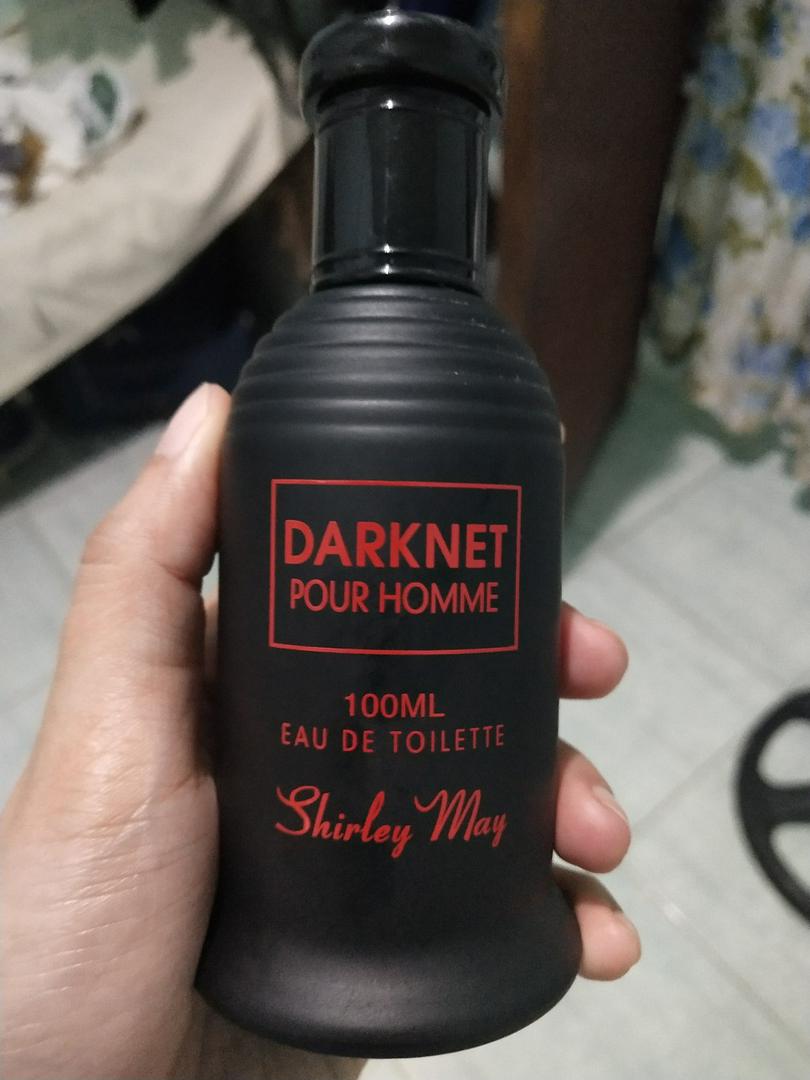 DARKNET
POUR HOMME
100ML
EAU DE TOILETTE
Shirley May